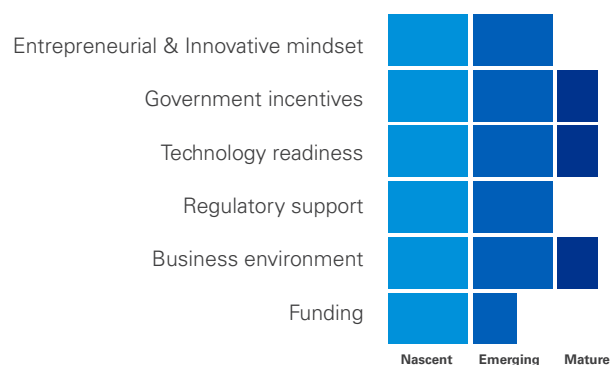 Entrepreneurial & Innovative mindset
Government incentives
Technology readiness
Regulatory support
Business environment
Funding
Nascent Emerging Mature